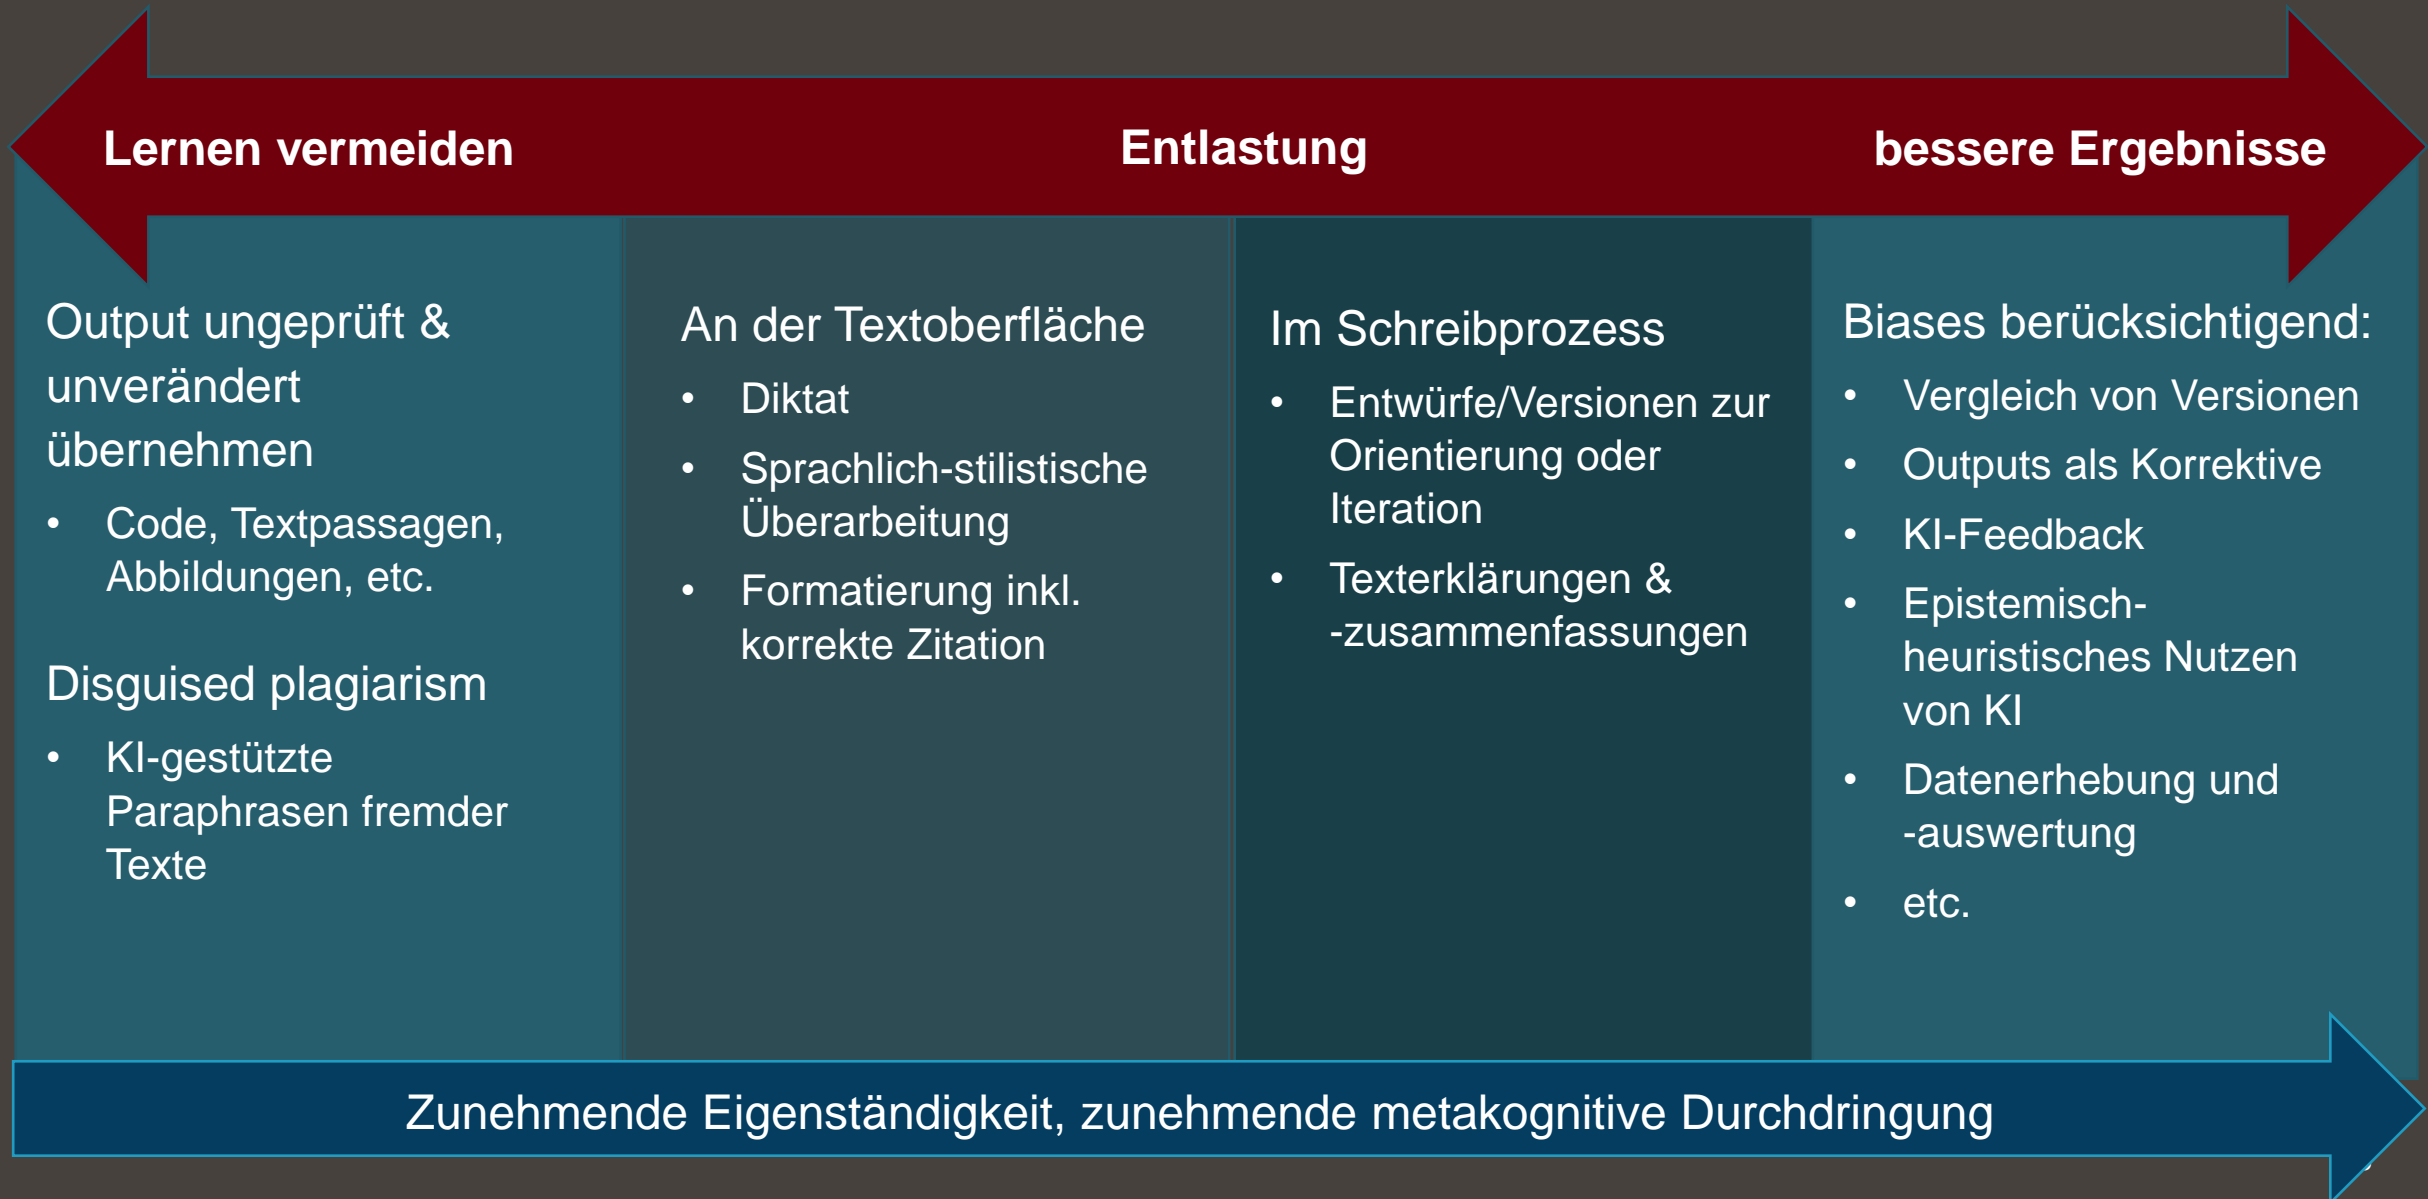 Lernen vermeiden
Entlastung
bessere Ergebnisse
Output ungeprüft &
unverändert
übernehmen
• Code, Textpassagen,
Abbildungen, etc.
Disguised plagiarism
• KI-gestützte
Paraphrasen fremder
Texte
An der Textoberfläche
• Diktat
• Sprachlich-stilistische
Überarbeitung
• Formatierung inkl.
korrekte Zitation
Im Schreibprozess
• Entwürfe/Versionen zur
Orientierung oder
Iteration
• Texterklärungen &
-zusammenfassungen
Biases berücksichtigend:
• Vergleich von Versionen
• Outputs als Korrektive
• KI-Feedback
• Epistemisch-
heuristisches Nutzen
von KI
• Datenerhebung und
-auswertung
• etc.
Zunehmende Eigenständigkeit, zunehmende metakognitive Durchdringung